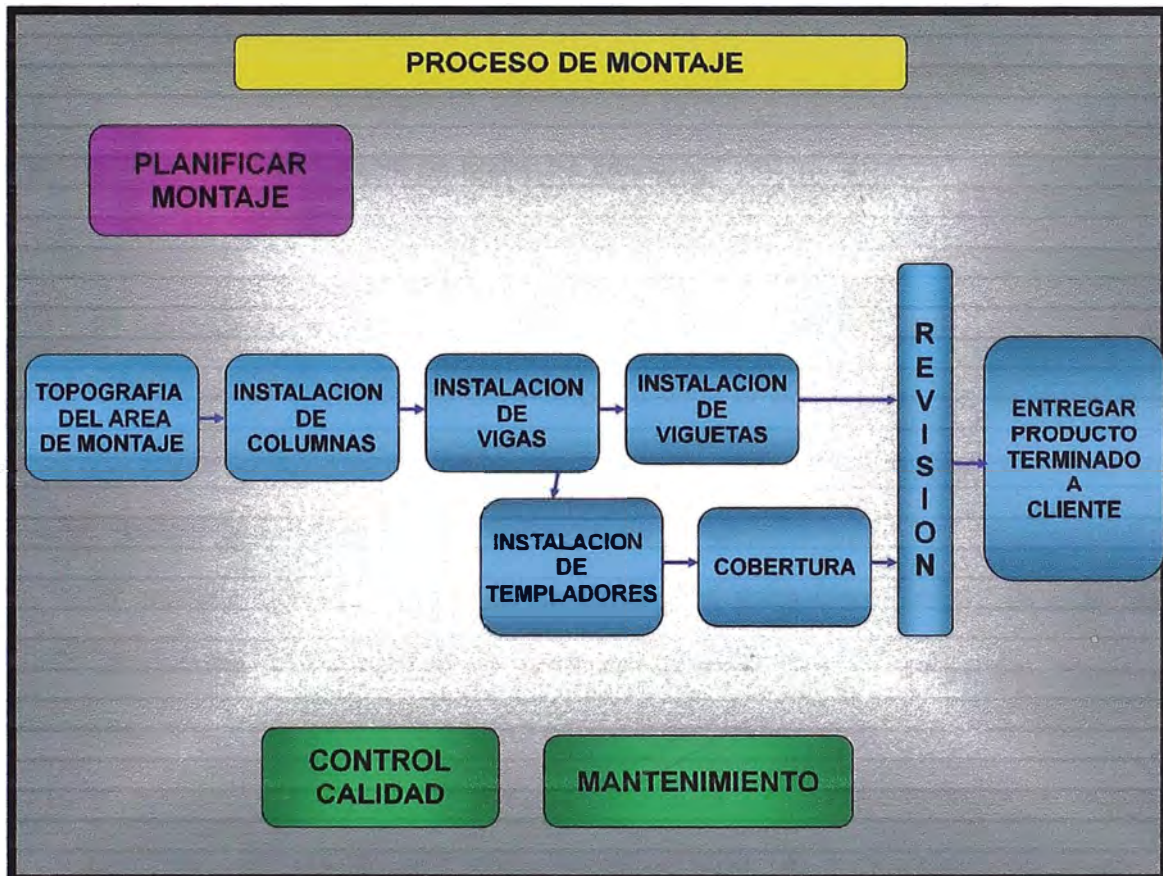 PROCESO DE MONTAJE
PLANIFICAR
MONTAJE
TOPOGRAFIA
DEL AREA
DE MONTAJE
INSTALACION
DE
COLUMNAS
INSTALACION
DE
VIGAS
INSTALACION
DE
VIGUETAS
INSTALACION
DE
TEMPLADORES
COBERTURA
REVISION
ENTREGAR
PRODUCTO
TERMINADO
A
CLIENTE
CONTROL
CALIDAD
MANTENIMIENTO